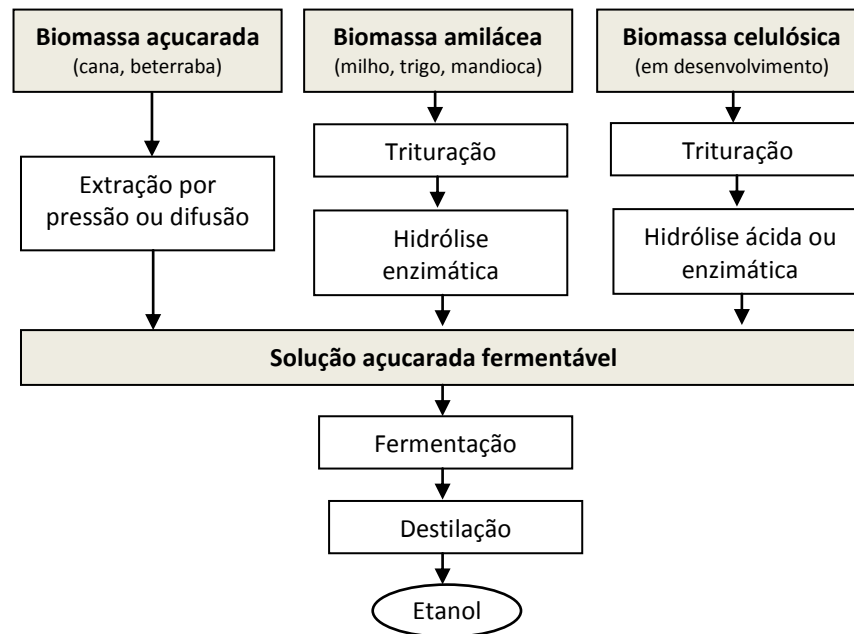 Biomassa açucarada
(cana, beterraba)
Biomassa amilácea
(milho, trigo, mandioca)
Biomassa celulósica
(em desenvolvimento)
Extração por
pressão ou difusão
Trituração
Hidrólise
enzimática
Trituração
Hidrólise ácida ou
enzimática
Solução açucarada fermentável
Fermentação
Destilação
Etanol